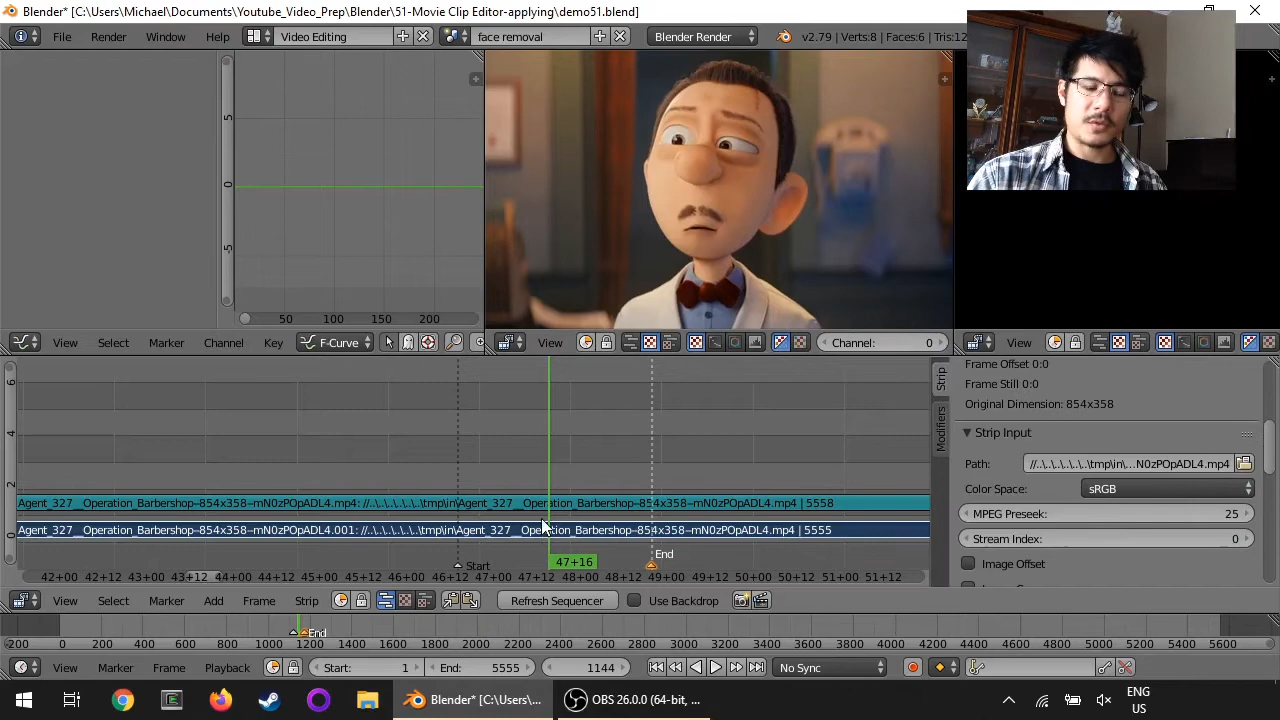 Blender* [C:\Users\Michael\Documents\Youtube_Video_Prep\Blender\51-Movie Clip Editor-applying\demo51.blend]
File Render Window Help Video Editing face removal Blender Render v2.79 | Verts:8 | Faces:6 | Tris:12
5
0
-5
50 100 150 200
View Select Marker Channel Key F-Curve
View Channel: 0
View
Frame Offset 0:0
Frame Still 0:0
Original Dimension: 854x358
Strip
Modifiers
Strip Input
Path: //..\..\..\..\..\..\tmp\in\...N0zPOpADL4.mp4
Color Space: sRGB
MPEG Preseek: 25
Stream Index: 0
Image Offset
6
4
2
0
Agent_327__Operation_Barbershop-854x358-mN0zPOpADL4.mp4: //..\..\..\..\..\..\tmp\in\Agent_327__Operation_Barbershop-854x358-mN0zPOpADL4.mp4 | 5558
Agent_327__Operation_Barbershop-854x358-mN0zPOpADL4.001: //..\..\..\..\..\..\tmp\in\Agent_327__Operation_Barbershop-854x358-mN0zPOpADL4.mp4 | 5555
End
47+16
Start
42+00 42+12 43+00 43+12 44+00 44+12 45+00 45+12 46+00 46+12 47+00 47+12 48+00 48+12 49+00 49+12 50+00 50+12 51+00 51+12
View Select Marker Add Frame Strip Refresh Sequencer Use Backdrop
End
-200 0 200 400 600 800 1000 1200 1400 1600 1800 2000 2200 2400 2600 2800 3000 3200 3400 3600 3800 4000 4200 4400 4600 4800 5000 5200 5400 5600
View Marker Frame Playback Start: 1 End: 5555 1144 No Sync
Blender* [C:\Users\... OBS 26.0.0 (64-bit, ... ENG
US